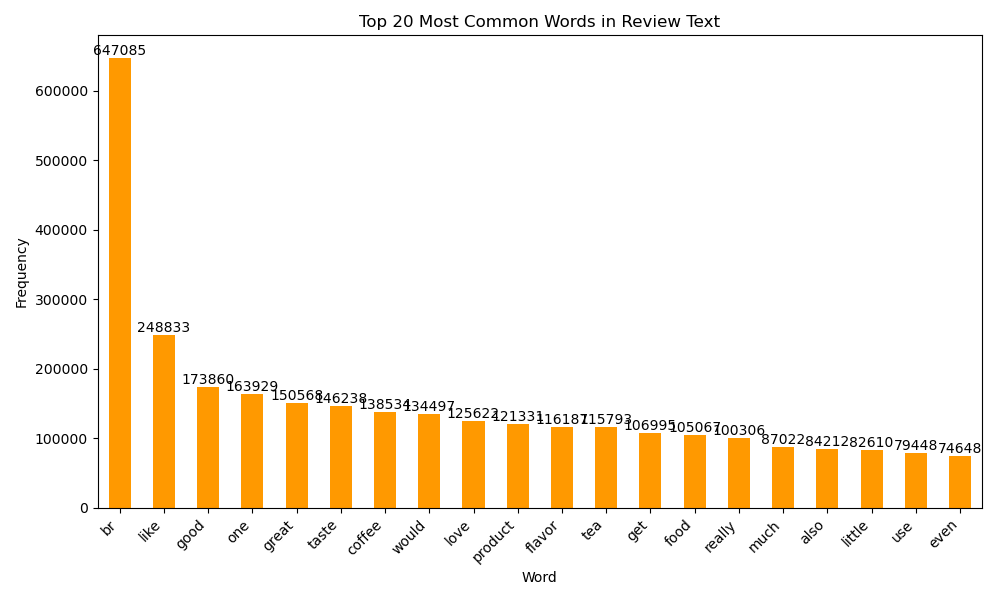 Top 20 Most Common Words in Review Text
647085
248833
173860
163929
150568
146238
138534
134497
125622
121331
116187
115793
106995
105067
100306
87022
84212
82610
79448
74648
600000
500000
400000
300000
200000
100000
0
Frequency
br
like
good
one
great
taste
coffee
would
love
product
flavor
tea
get
food
really
much
also
little
use
even
Word